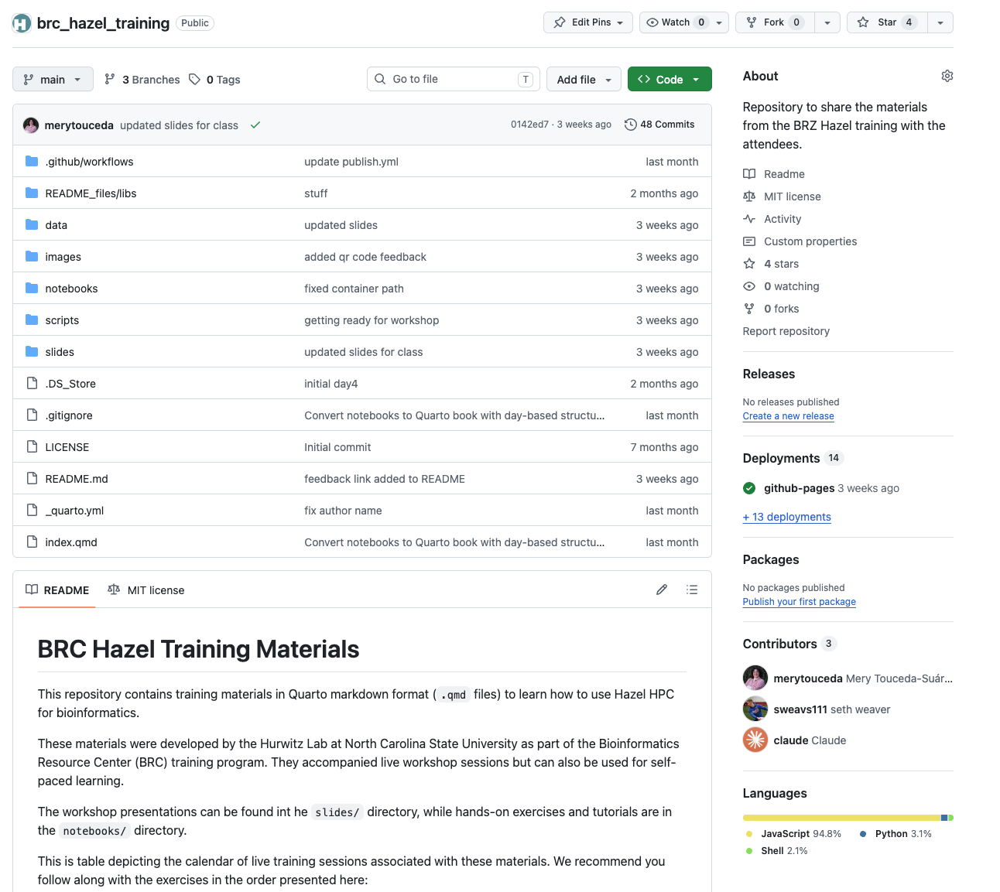 brc_hazel_training Public Edit Pins Watch 0 Fork 0 Star 4
main 3 Branches 0 Tags Go to file T Add file Code
merytouceda updated slides for class 0142ed7 · 3 weeks ago 48 Commits
.github/workflows update publish.yml last month
README_files/libs stuff 2 months ago
data updated slides 3 weeks ago
images added qr code feedback 3 weeks ago
notebooks fixed container path 3 weeks ago
scripts getting ready for workshop 3 weeks ago
slides updated slides for class 3 weeks ago
.DS_Store initial day4 2 months ago
.gitignore Convert notebooks to Quarto book with day-based structu... last month
LICENSE Initial commit 7 months ago
README.md feedback link added to README 3 weeks ago
_quarto.yml fix author name last month
index.qmd Convert notebooks to Quarto book with day-based structu... last month
README MIT license
BRC Hazel Training Materials
This repository contains training materials in Quarto markdown format ( .qmd files) to learn how to use Hazel HPC
for bioinformatics.
These materials were developed by the Hurwitz Lab at North Carolina State University as part of the Bioinformatics
Resource Center (BRC) training program. They accompanied live workshop sessions but can also be used for self-
paced learning.
The workshop presentations can be found int he slides/ directory, while hands-on exercises and tutorials are in
the notebooks/ directory.
This is table depicting the calendar of live training sessions associated with these materials. We recommend you
follow along with the exercises in the order presented here:
About
Repository to share the materials
from the BRZ Hazel training with the
attendees.
Readme
MIT license
Activity
Custom properties
4 stars
0 watching
0 forks
Report repository
Releases
No releases published
Create a new release
Deployments 14
github-pages 3 weeks ago
+ 13 deployments
Packages
No packages published
Publish your first package
Contributors 3
merytouceda Mery Touceda-Suár...
sweavs111 seth weaver
claude Claude
Languages
JavaScript 94.8% Python 3.1%
Shell 2.1%